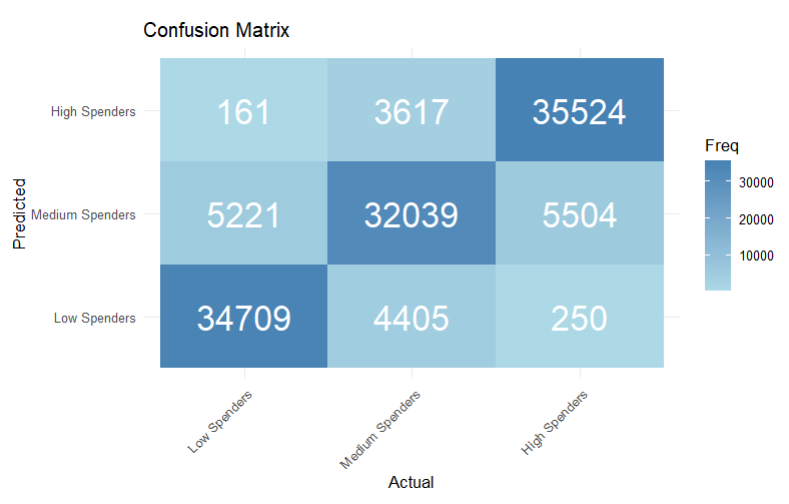 Confusion Matrix
Predicted
High Spenders
161 3617 35524
Medium Spenders
5221 32039 5504
Low Spenders
34709 4405 250
Low Spenders
Medium Spenders
High Spenders
Actual
Freq
30000
20000
10000